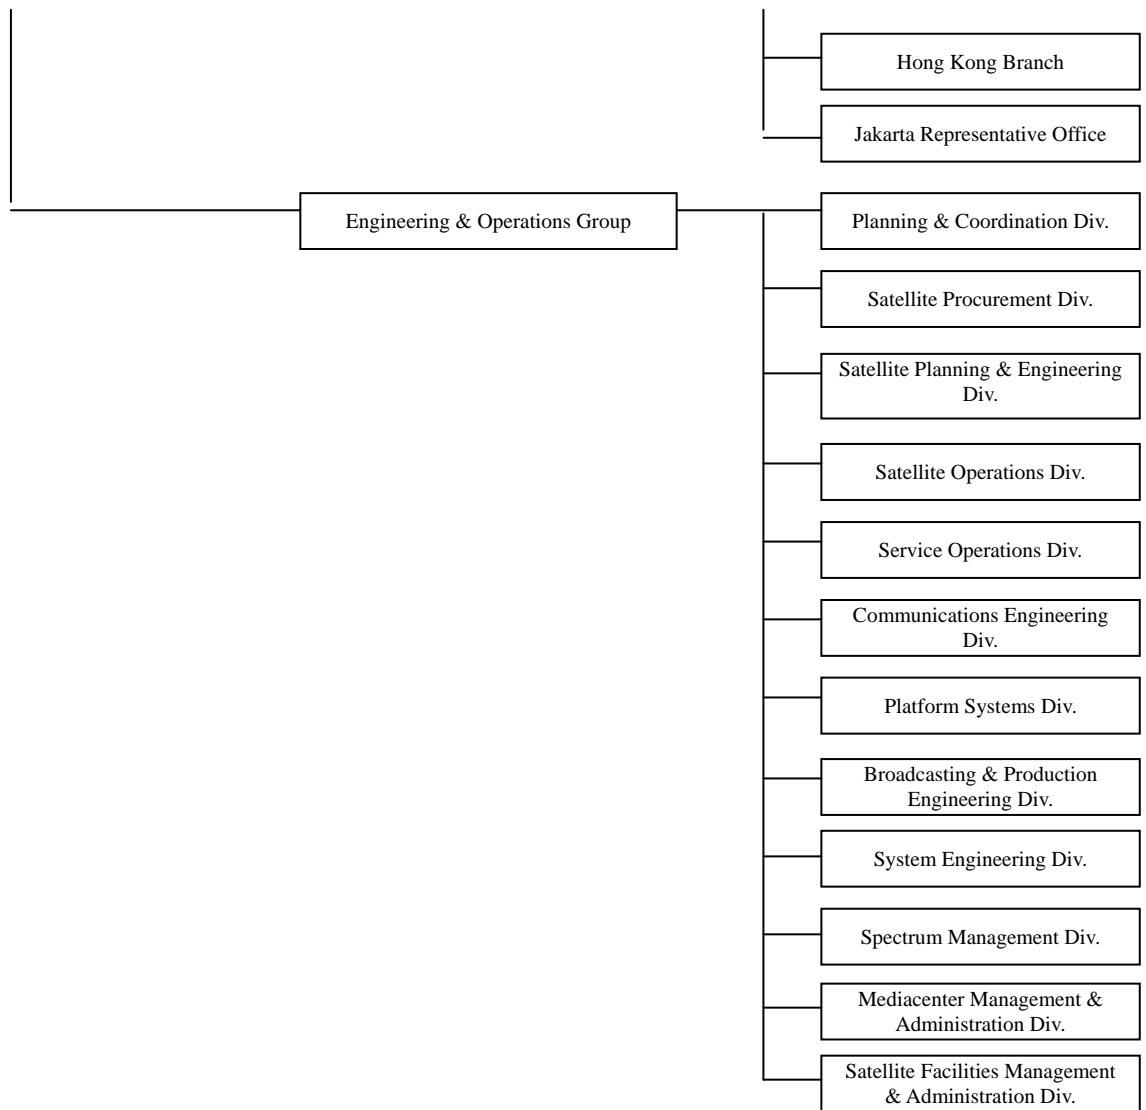 Hong Kong Branch
Jakarta Representative Office
Engineering & Operations Group
Planning & Coordination Div.
Satellite Procurement Div.
Satellite Planning & Engineering
Div.
Satellite Operations Div.
Service Operations Div.
Communications Engineering
Div.
Platform Systems Div.
Broadcasting & Production
Engineering Div.
System Engineering Div.
Spectrum Management Div.
Mediacenter Management &
Administration Div.
Satellite Facilities Management
& Administration Div.